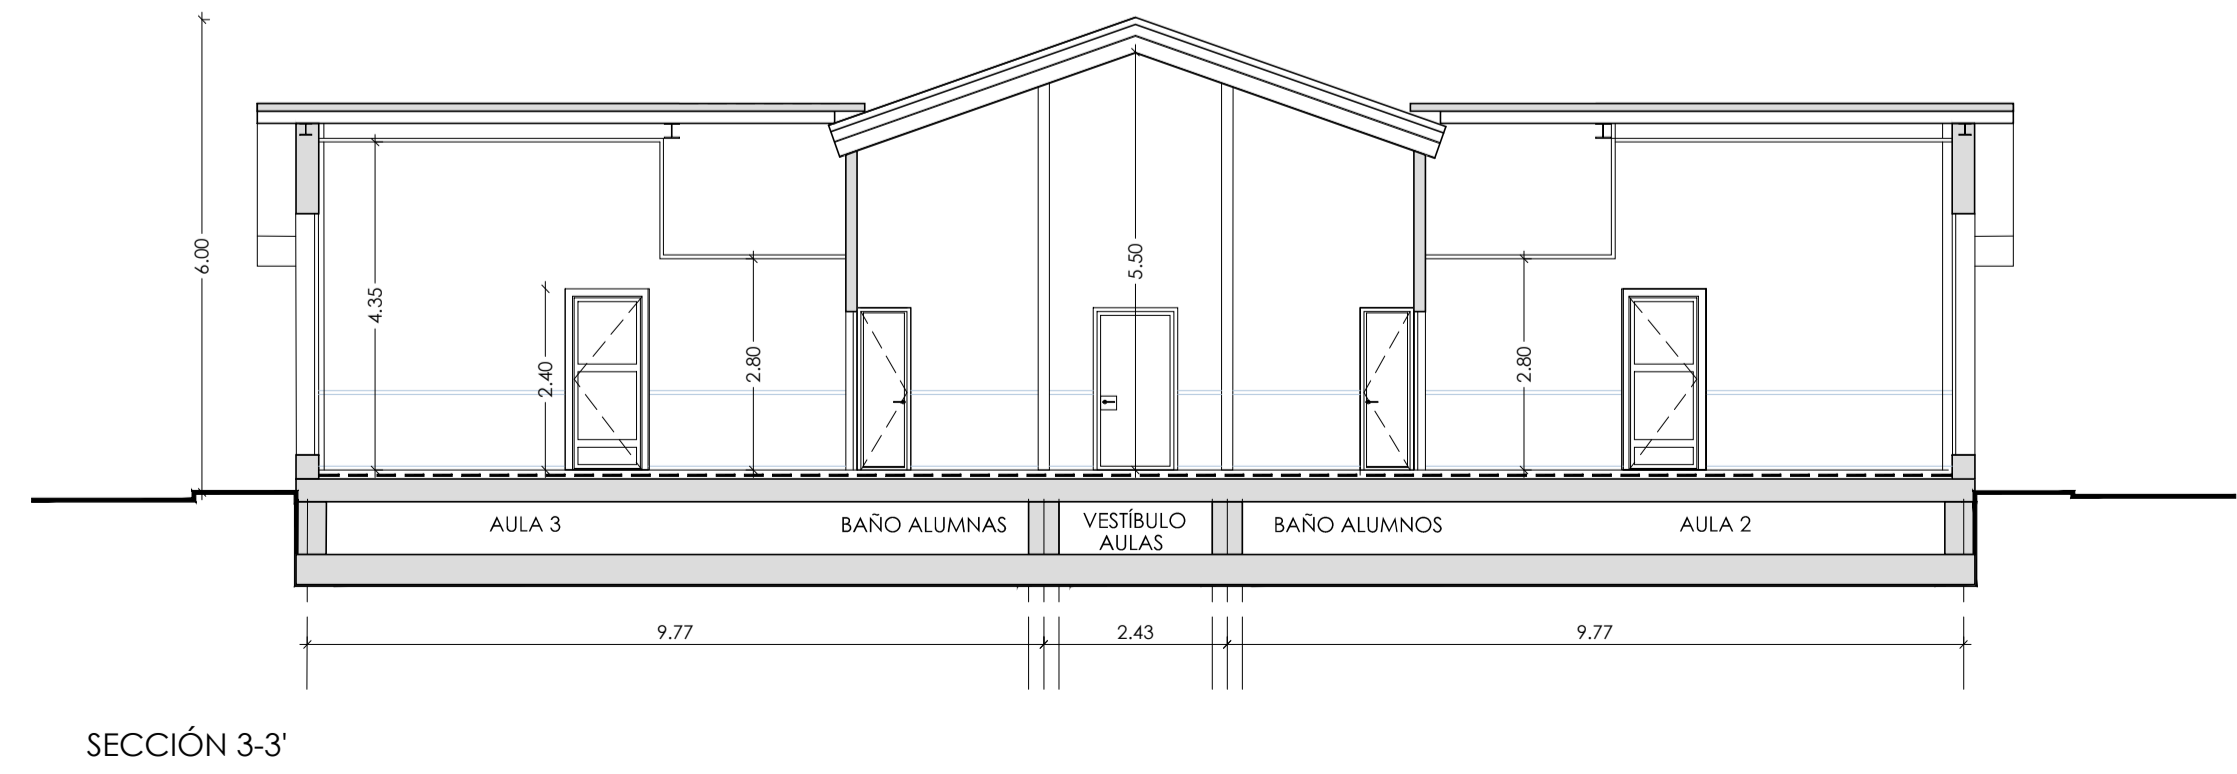 6.00
4.35
2.40
2.80
5.50
2.80
AULA 3
BAÑO ALUMNAS
VESTÍBULO
AULAS
BAÑO ALUMNOS
AULA 2
9.77
2.43
9.77
SECCIÓN 3-3'